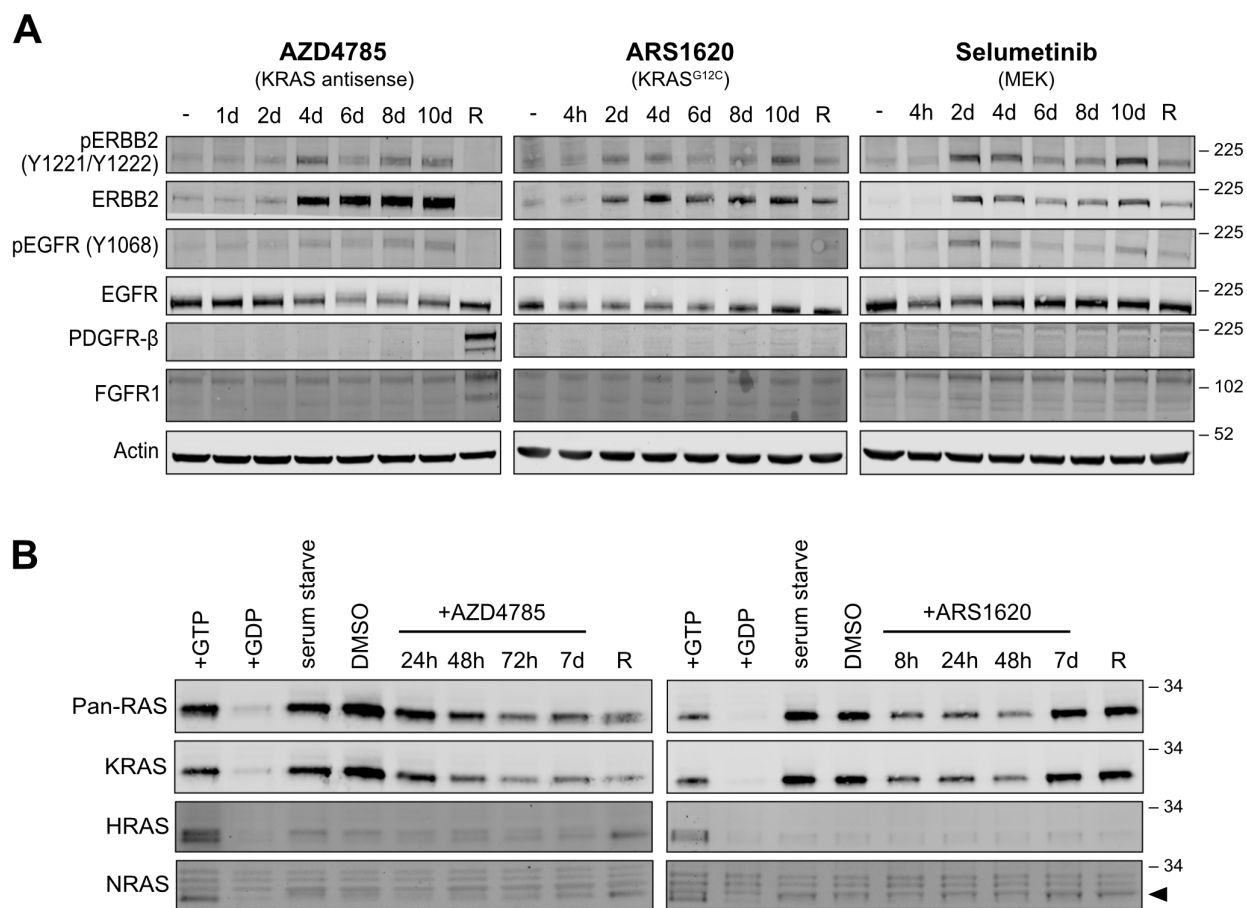 A
AZD4785
(KRAS antisense)
ARS1620
(KRASG12C)
Selumetinib
(MEK)
- 1d 2d 4d 6d 8d 10d R
- 4h 2d 4d 6d 8d 10d R
- 4h 2d 4d 6d 8d 10d R
pERBB2
(Y1221/Y1222)
– 225
ERBB2
– 225
pEGFR (Y1068)
– 225
EGFR
– 225
PDGFR-β
– 225
FGFR1
– 102
Actin
– 52
B
+GTP
+GDP
serum starve
DMSO
+AZD4785
24h 48h 72h 7d R
+GTP
+GDP
serum starve
DMSO
+ARS1620
8h 24h 48h 7d R
Pan-RAS
– 34
KRAS
– 34
HRAS
– 34
NRAS
– 34